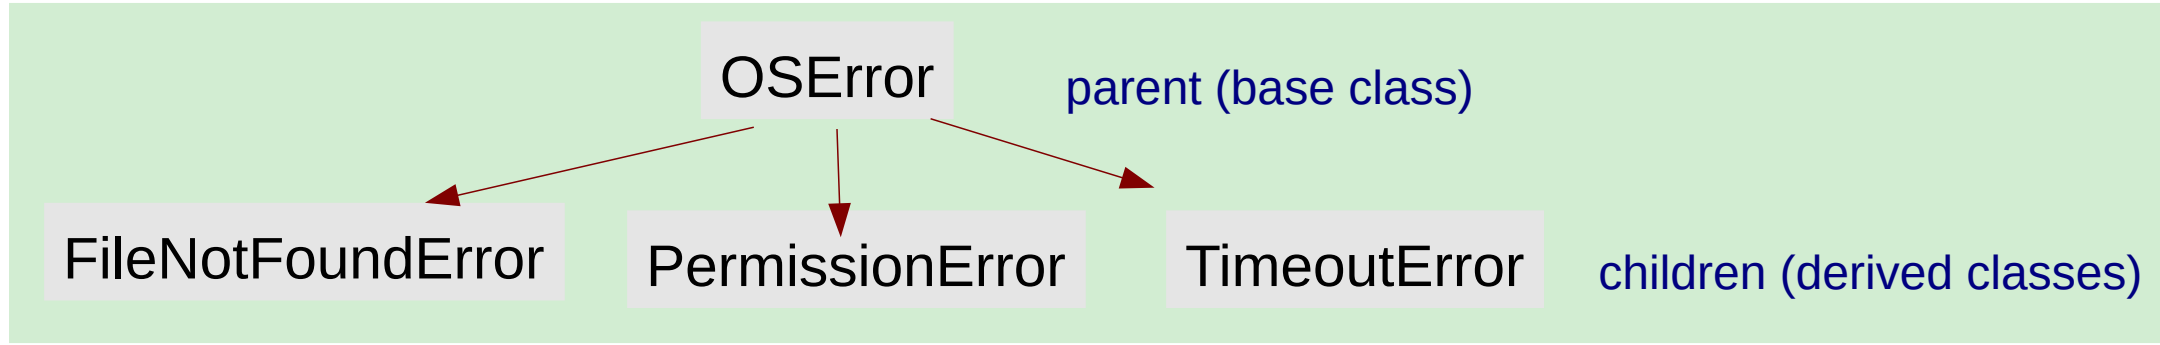 OSError
parent (base class)
FileNotFoundError
PermissionError
TimeoutError
children (derived classes)